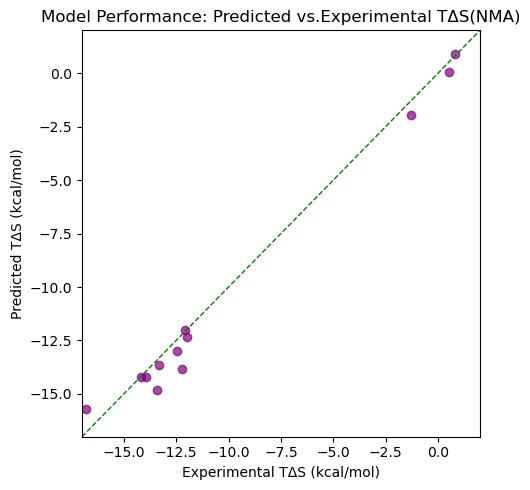 Model Performance: Predicted vs.Experimental TΔS(NMA)
0.0
−2.5
−5.0
−7.5
−10.0
−12.5
−15.0
Predicted TΔS (kcal/mol)
−15.0 −12.5 −10.0 −7.5 −5.0 −2.5 0.0
Experimental TΔS (kcal/mol)